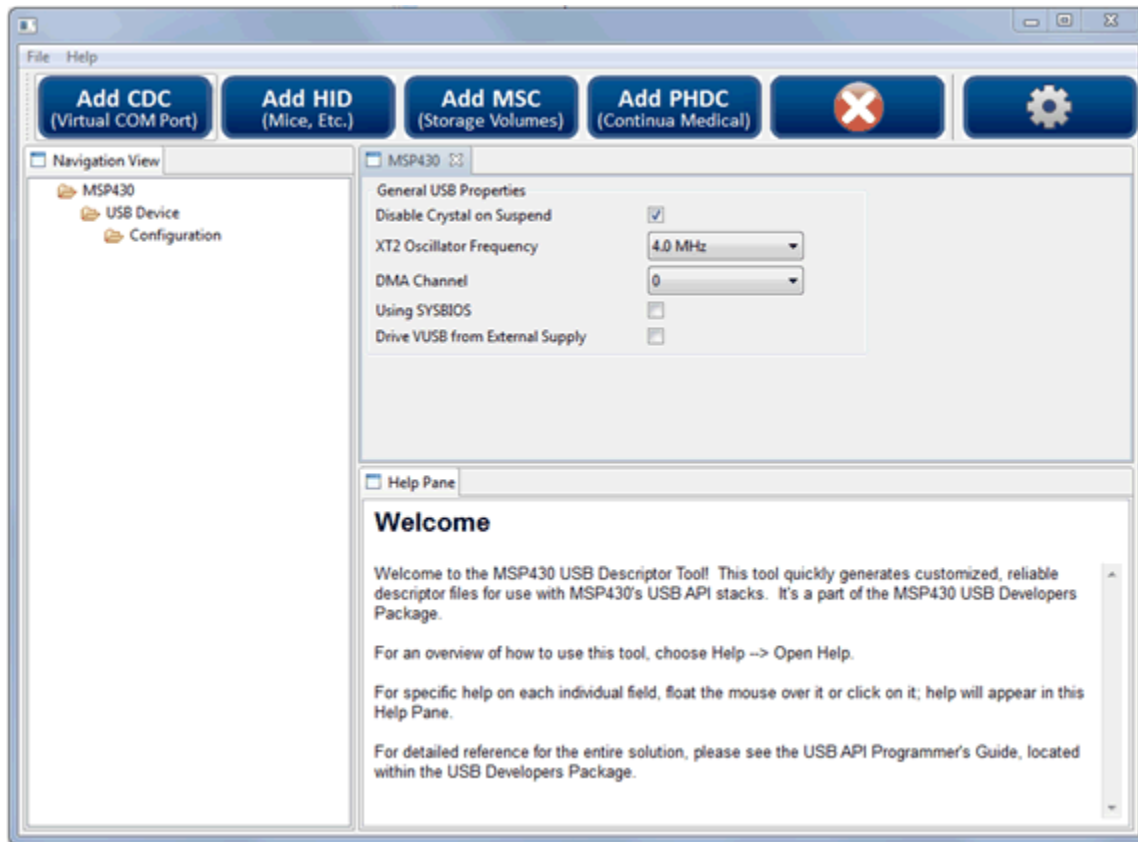 File Help
Add CDC
(Virtual COM Port)
Add HID
(Mice, Etc.)
Add MSC
(Storage Volumes)
Add PHDC
(Continua Medical)
Navigation View
MSP430
USB Device
Configuration
MSP430
General USB Properties
Disable Crystal on Suspend
XT2 Oscillator Frequency
4.0 MHz
DMA Channel
0
Using SYSBIOS
Drive VUSB from External Supply
Help Pane
Welcome
Welcome to the MSP430 USB Descriptor Tool!  This tool quickly generates customized, reliable
descriptor files for use with MSP430's USB API stacks.  It's a part of the MSP430 USB Developers
Package.
For an overview of how to use this tool, choose Help --> Open Help.
For specific help on each individual field, float the mouse over it or click on it; help will appear in this
Help Pane.
For detailed reference for the entire solution, please see the USB API Programmer's Guide, located
within the USB Developers Package.